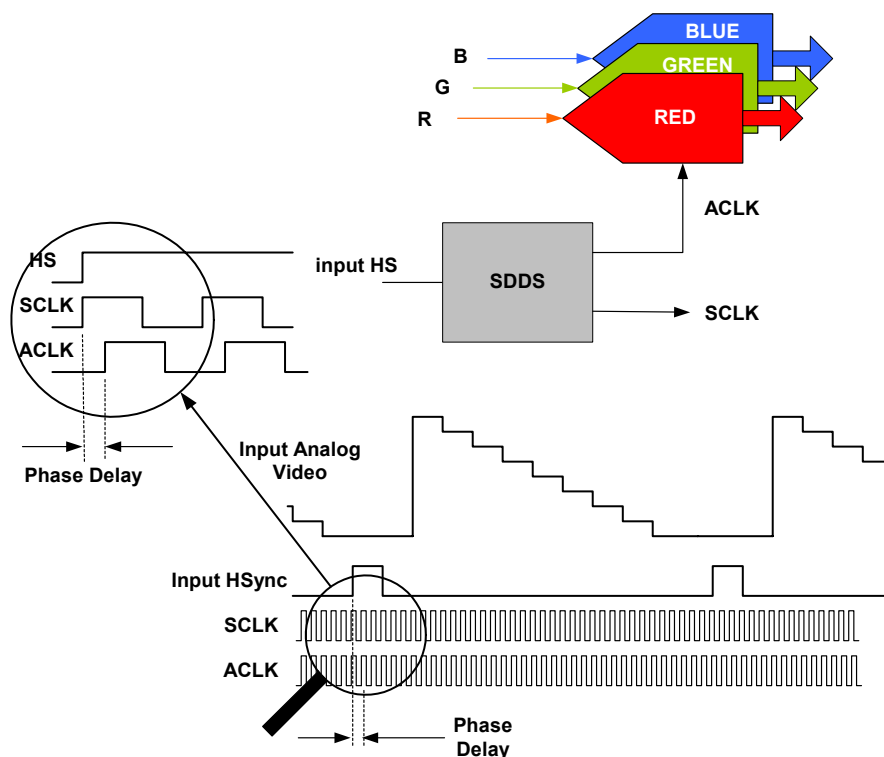 BLUE
B
GREEN
G
RED
R
ACLK
HS
input HS
SDDS
SCLK
SCLK
ACLK
Input Analog
Video
Phase Delay
Input HSync
SCLK
ACLK
Phase
Delay